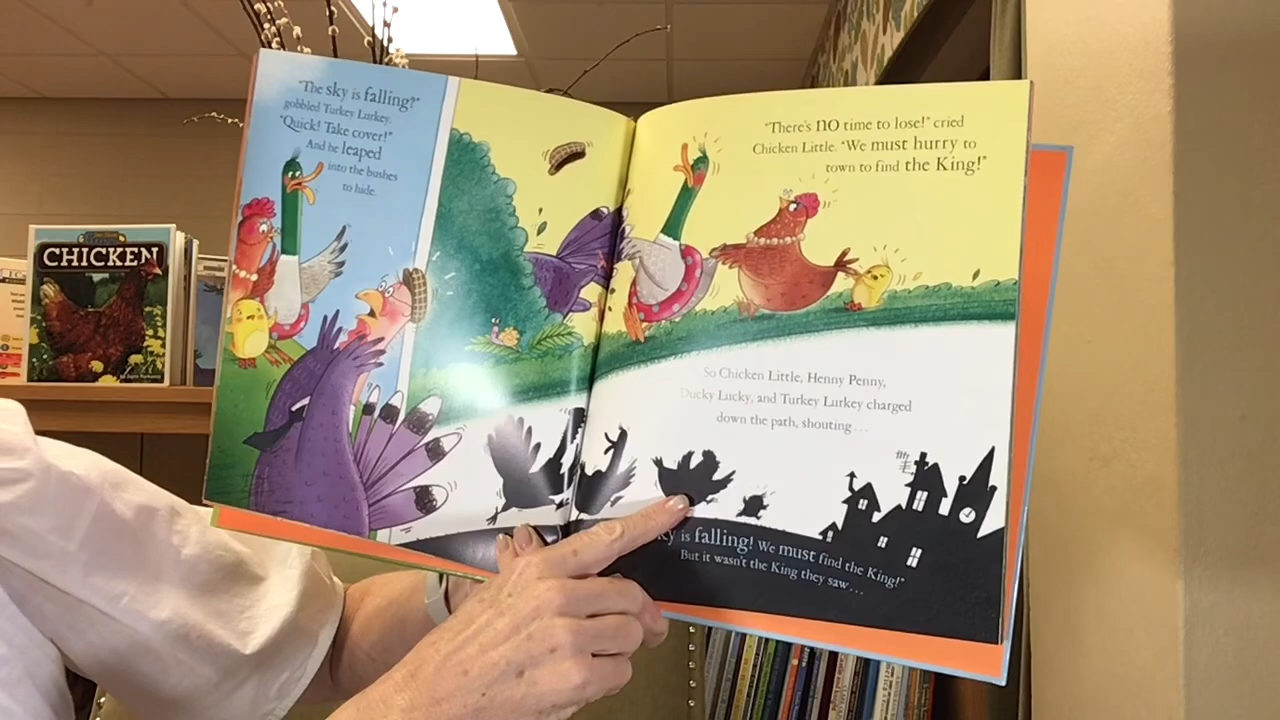 "The sky is falling?"
gobbled Turkey Lurkey.
"Quick! Take cover!"
And he leaped
into the bushes
to hide.
"There's NO time to lose!" cried
Chicken Little. "We must hurry to
town to find the King!"
So Chicken Little, Henny Penny,
Ducky Lucky, and Turkey Lurkey charged
down the path, shouting...
is falling! We must find the King!"
But it wasn't the King they saw...
CHICKEN